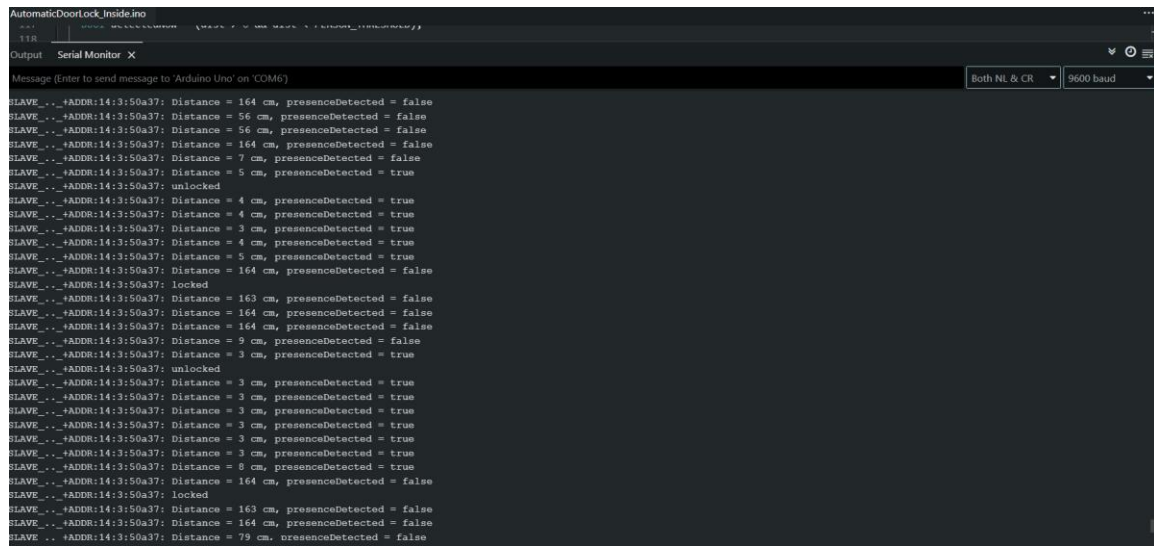 AutomaticDoorLock_Inside.ino
118
Output Serial Monitor X
Message (Enter to send message to 'Arduino Uno' on 'COM6')
Both NL & CR 9600 baud
SLAVE_.._+ADDR:14:3:50a37: Distance = 164 cm, presenceDetected = false
SLAVE_.._+ADDR:14:3:50a37: Distance = 56 cm, presenceDetected = false
SLAVE_.._+ADDR:14:3:50a37: Distance = 56 cm, presenceDetected = false
SLAVE_.._+ADDR:14:3:50a37: Distance = 164 cm, presenceDetected = false
SLAVE_.._+ADDR:14:3:50a37: Distance = 7 cm, presenceDetected = false
SLAVE_.._+ADDR:14:3:50a37: Distance = 5 cm, presenceDetected = true
SLAVE_.._+ADDR:14:3:50a37: unlocked
SLAVE_.._+ADDR:14:3:50a37: Distance = 4 cm, presenceDetected = true
SLAVE_.._+ADDR:14:3:50a37: Distance = 4 cm, presenceDetected = true
SLAVE_.._+ADDR:14:3:50a37: Distance = 3 cm, presenceDetected = true
SLAVE_.._+ADDR:14:3:50a37: Distance = 4 cm, presenceDetected = true
SLAVE_.._+ADDR:14:3:50a37: Distance = 5 cm, presenceDetected = true
SLAVE_.._+ADDR:14:3:50a37: Distance = 164 cm, presenceDetected = false
SLAVE_.._+ADDR:14:3:50a37: locked
SLAVE_.._+ADDR:14:3:50a37: Distance = 163 cm, presenceDetected = false
SLAVE_.._+ADDR:14:3:50a37: Distance = 164 cm, presenceDetected = false
SLAVE_.._+ADDR:14:3:50a37: Distance = 164 cm, presenceDetected = false
SLAVE_.._+ADDR:14:3:50a37: Distance = 9 cm, presenceDetected = false
SLAVE_.._+ADDR:14:3:50a37: Distance = 3 cm, presenceDetected = true
SLAVE_.._+ADDR:14:3:50a37: unlocked
SLAVE_.._+ADDR:14:3:50a37: Distance = 3 cm, presenceDetected = true
SLAVE_.._+ADDR:14:3:50a37: Distance = 3 cm, presenceDetected = true
SLAVE_.._+ADDR:14:3:50a37: Distance = 3 cm, presenceDetected = true
SLAVE_.._+ADDR:14:3:50a37: Distance = 3 cm, presenceDetected = true
SLAVE_.._+ADDR:14:3:50a37: Distance = 3 cm, presenceDetected = true
SLAVE_.._+ADDR:14:3:50a37: Distance = 3 cm, presenceDetected = true
SLAVE_.._+ADDR:14:3:50a37: Distance = 8 cm, presenceDetected = true
SLAVE_.._+ADDR:14:3:50a37: Distance = 164 cm, presenceDetected = false
SLAVE_.._+ADDR:14:3:50a37: locked
SLAVE_.._+ADDR:14:3:50a37: Distance = 163 cm, presenceDetected = false
SLAVE_.._+ADDR:14:3:50a37: Distance = 164 cm, presenceDetected = false
SLAVE_.._+ADDR:14:3:50a37: Distance = 79 cm, presenceDetected = false